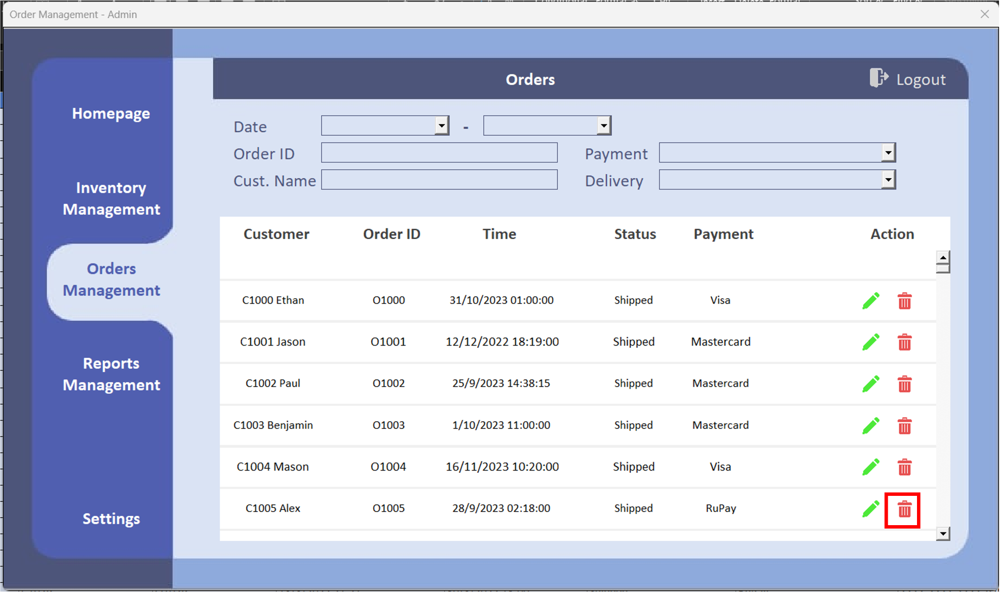 Order Management - Admin
Orders
Logout
Homepage
Inventory
Management
Orders
Management
Reports
Management
Settings
Date -
Order ID Payment
Cust. Name Delivery
Customer Order ID Time Status Payment Action
C1000 Ethan O1000 31/10/2023 01:00:00 Shipped Visa
C1001 Jason O1001 12/12/2022 18:19:00 Shipped Mastercard
C1002 Paul O1002 25/9/2023 14:38:15 Shipped Mastercard
C1003 Benjamin O1003 1/10/2023 11:00:00 Shipped Mastercard
C1004 Mason O1004 16/11/2023 10:20:00 Shipped Visa
C1005 Alex O1005 28/9/2023 02:18:00 Shipped RuPay